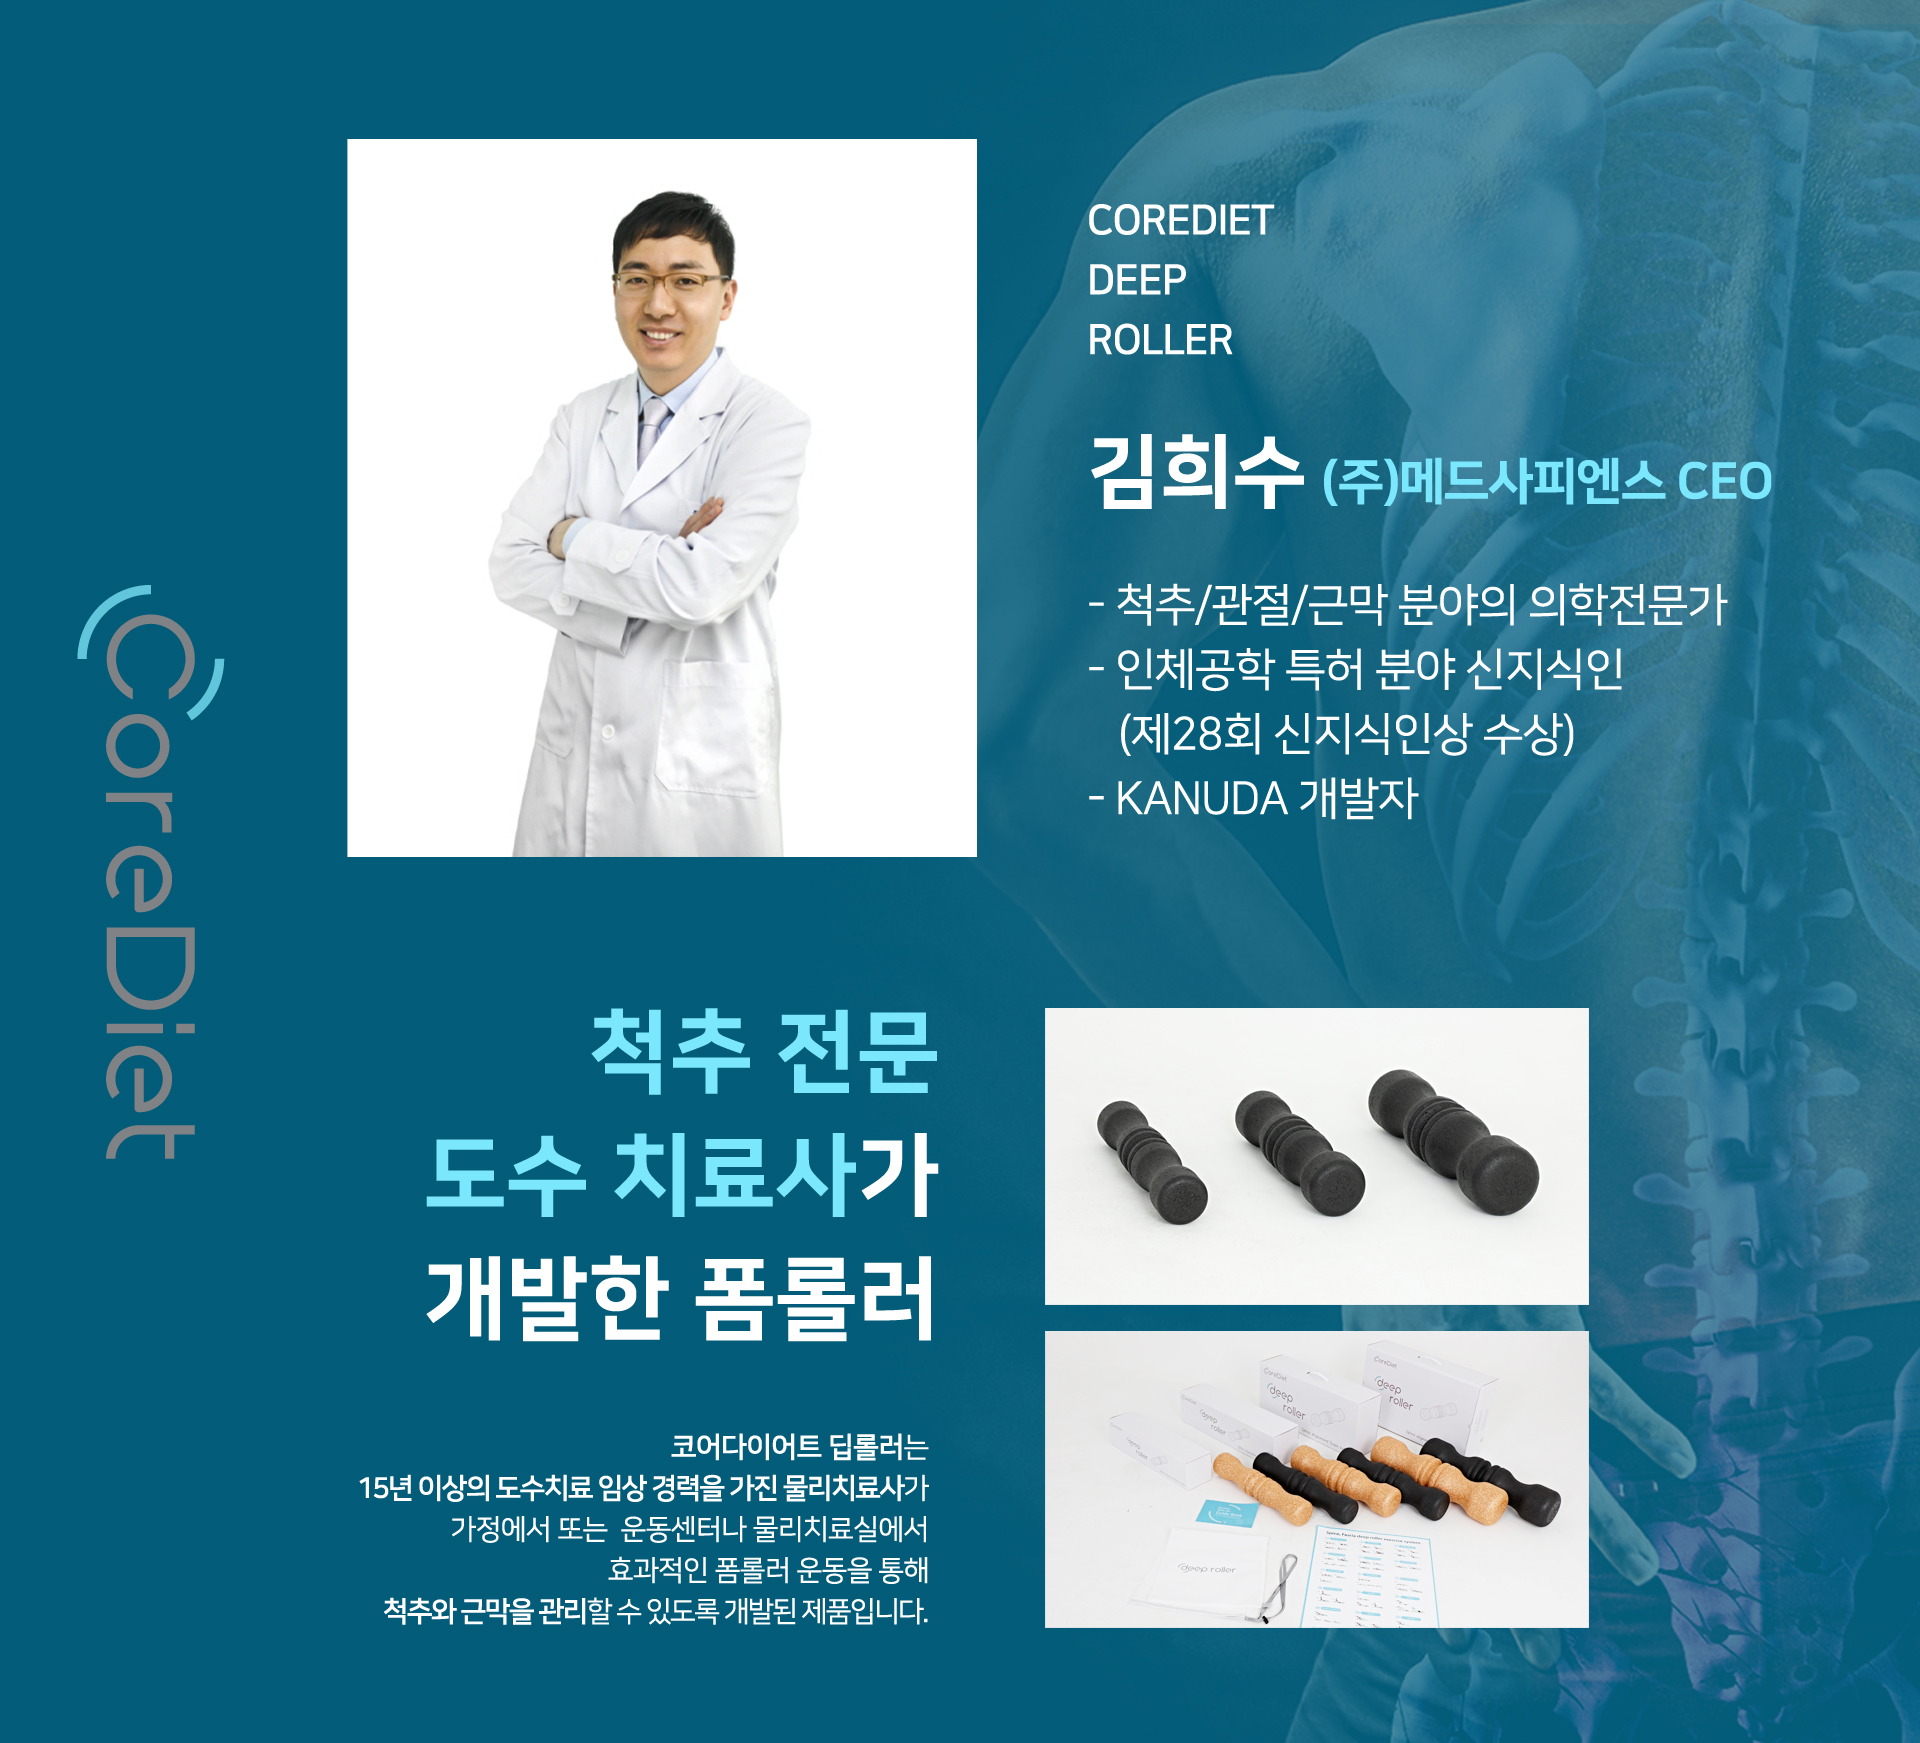 CoreDiet
COREDIET
DEEP
ROLLER
김희수 (주)메드사피엔스 CEO
- 척추/관절/근막 분야의 의학전문가
- 인체공학 특허 분야 신지식인
(제28회 신지식인상 수상)
- KANUDA 개발자
척추 전문
도수 치료사가
개발한 폼롤러
코어다이어트 딥롤러는
15년 이상의 도수치료 임상 경력을 가진 물리치료사가
가정에서 또는 운동센터나 물리치료실에서
효과적인 폼롤러 운동을 통해
척추와 근막을 관리할 수 있도록 개발된 제품입니다.
CoreDiet
deep
roller
CoreDiet
deep
roller
deep
roller
deep
roller
deep roller